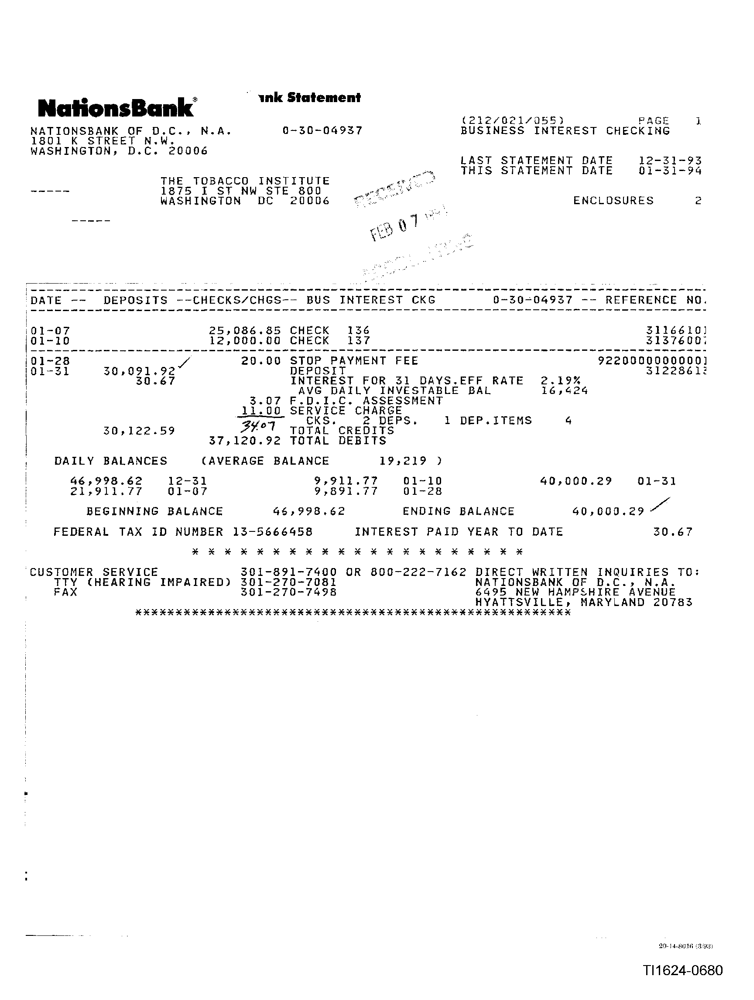 NationsBank® ank Statement
(212/021/055) PAGE 1
NATIONSBANK OF D.C., N.A. 0-30-04937 BUSINESS INTEREST CHECKING
1801 K STREET N.W.
WASHINGTON, D.C. 20006
LAST STATEMENT DATE 12-31-93
THIS STATEMENT DATE 01-31-94
THE TOBACCO INSTITUTE
----- 1875 I ST NW STE 800
WASHINGTON DC 20006 ENCLOSURES 2
-----
RECEIVED
FEB 07
DATE -- DEPOSITS --CHECKS/CHGS-- BUS INTEREST CKG 0-30-04937 -- REFERENCE NO.
01-07 25,086.85 CHECK 136 3116610
01-10 12,000.00 CHECK 137 3137600
01-28 20.00 STOP PAYMENT FEE 9220000000000
01-31 30,091.92 DEPOSIT 3122861
30.67 INTEREST FOR 31 DAYS.EFF RATE 2.19%
AVG DAILY INVESTABLE BAL 16,424
3.07 F.D.I.C. ASSESSMENT
11.00 SERVICE CHARGE
34.07 CKS. 2 DEPS. 1 DEP.ITEMS 4
30,122.59 TOTAL CREDITS
37,120.92 TOTAL DEBITS
DAILY BALANCES (AVERAGE BALANCE 19,219 )
46,998.62 12-31 9,911.77 01-10 40,000.29 01-31
21,911.77 01-07 9,891.77 01-28
BEGINNING BALANCE 46,998.62 ENDING BALANCE 40,000.29
FEDERAL TAX ID NUMBER 13-5666458 INTEREST PAID YEAR TO DATE 30.67
* * * * * * * * * * * * * * * * * * * * *
CUSTOMER SERVICE 301-891-7400 OR 800-222-7162 DIRECT WRITTEN INQUIRIES TO:
TTY (HEARING IMPAIRED) 301-270-7081 NATIONSBANK OF D.C., N.A.
FAX 301-270-7498 6495 NEW HAMPSHIRE AVENUE
HYATTSVILLE, MARYLAND 20783
******************************************************
20-14-8016 (3/93)
TI1624-0680